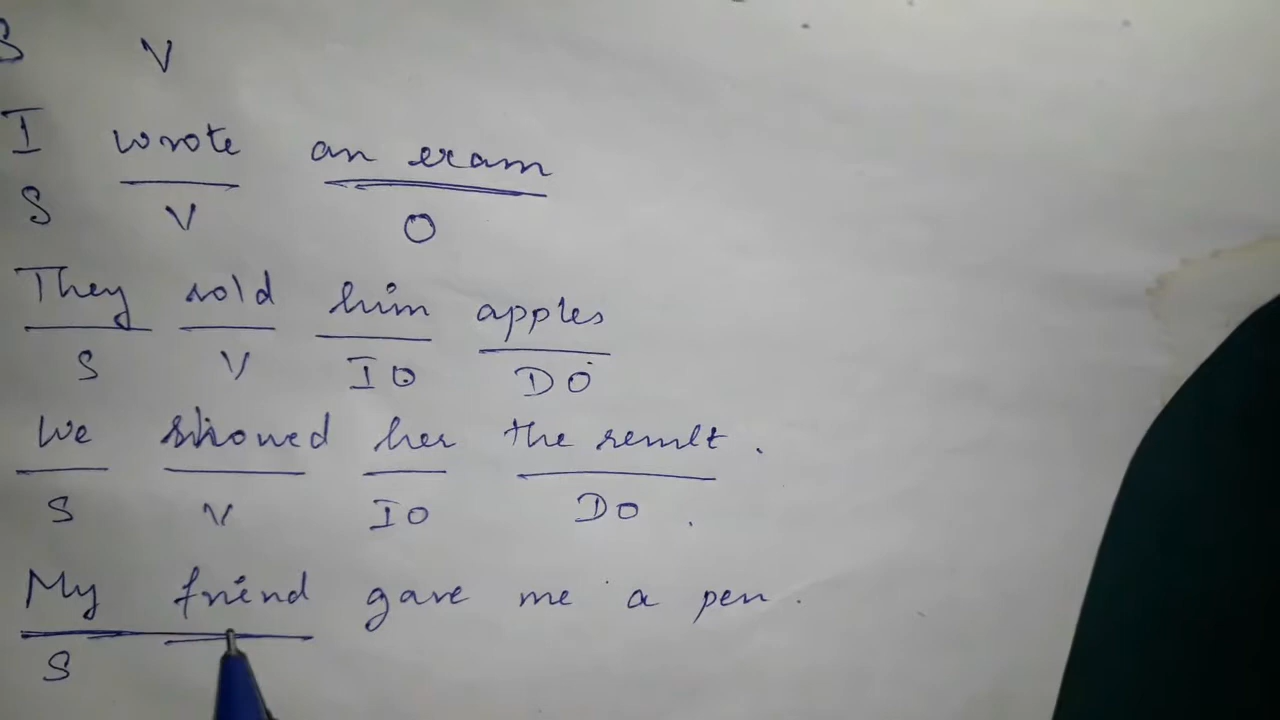 S V
I wrote an exam
S V O
They sold him apples
S V IO DO
We showed her the result.
S V IO DO.
My friend gave me a pen.
S